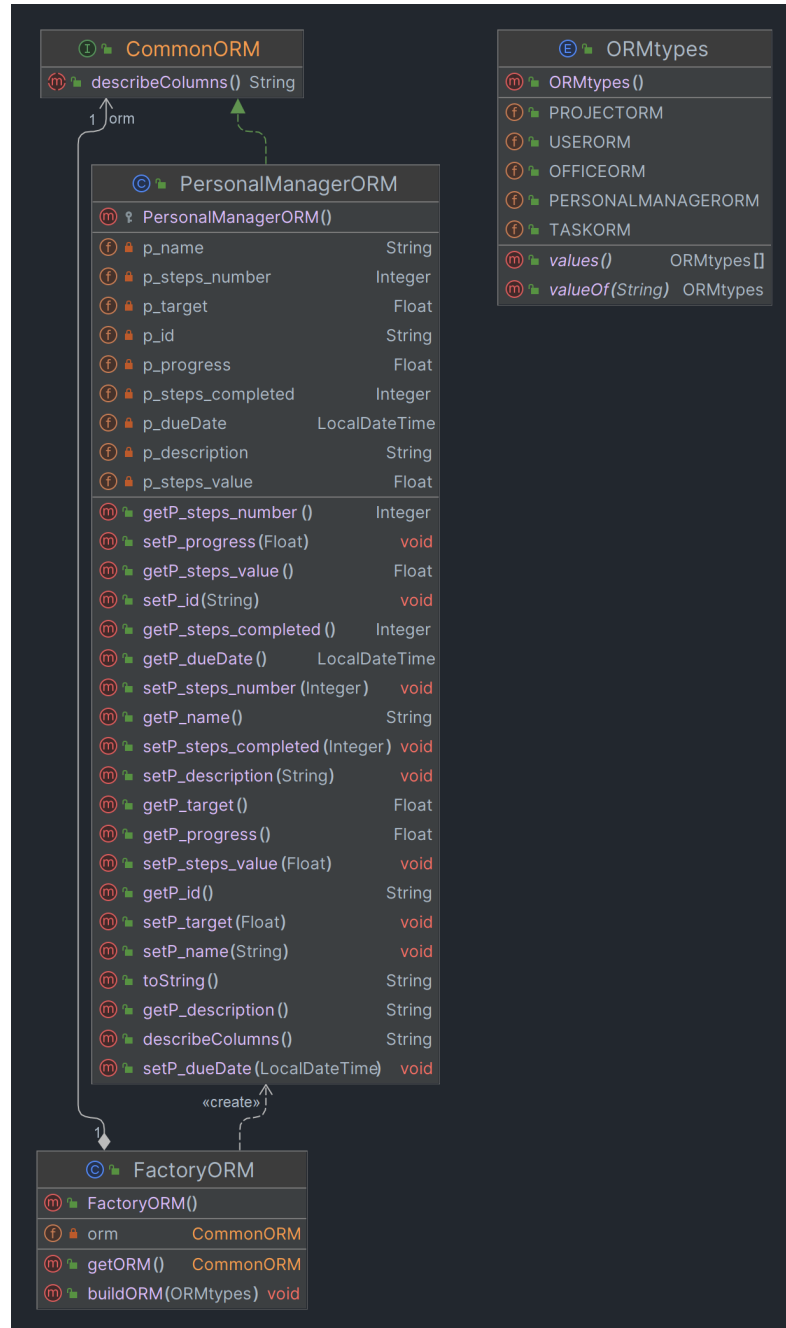 CommonORM
describeColumns() String
1 orm
PersonalManagerORM
PersonalManagerORM()
p_name String
p_steps_number Integer
p_target Float
p_id String
p_progress Float
p_steps_completed Integer
p_dueDate LocalDateTime
p_description String
p_steps_value Float
getP_steps_number() Integer
setP_progress(Float) void
getP_steps_value() Float
setP_id(String) void
getP_steps_completed() Integer
getP_dueDate() LocalDateTime
setP_steps_number(Integer) void
getP_name() String
setP_steps_completed(Integer) void
setP_description(String) void
getP_target() Float
getP_progress() Float
setP_steps_value(Float) void
getP_id() String
setP_target(Float) void
setP_name(String) void
toString() String
getP_description() String
describeColumns() String
setP_dueDate(LocalDateTime) void
«create»
1
FactoryORM
FactoryORM()
orm CommonORM
getORM() CommonORM
buildORM(ORMtypes) void
ORMtypes
ORMtypes()
PROJECTORM
USERORM
OFFICEORM
PERSONALMANAGERORM
TASKORM
values() ORMtypes[]
valueOf(String) ORMtypes